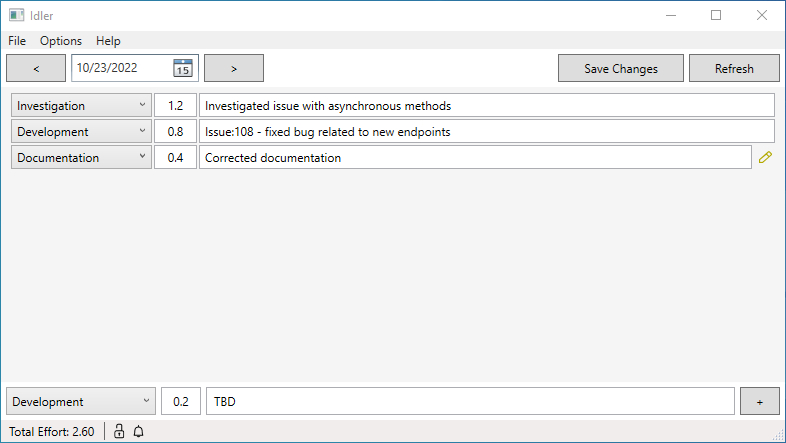 Idler
File Options Help
< 10/23/2022 15 > Save Changes Refresh
Investigation 1.2 Investigated issue with asynchronous methods
Development 0.8 Issue:108 - fixed bug related to new endpoints
Documentation 0.4 Corrected documentation
Development 0.2 TBD +
Total Effort: 2.60